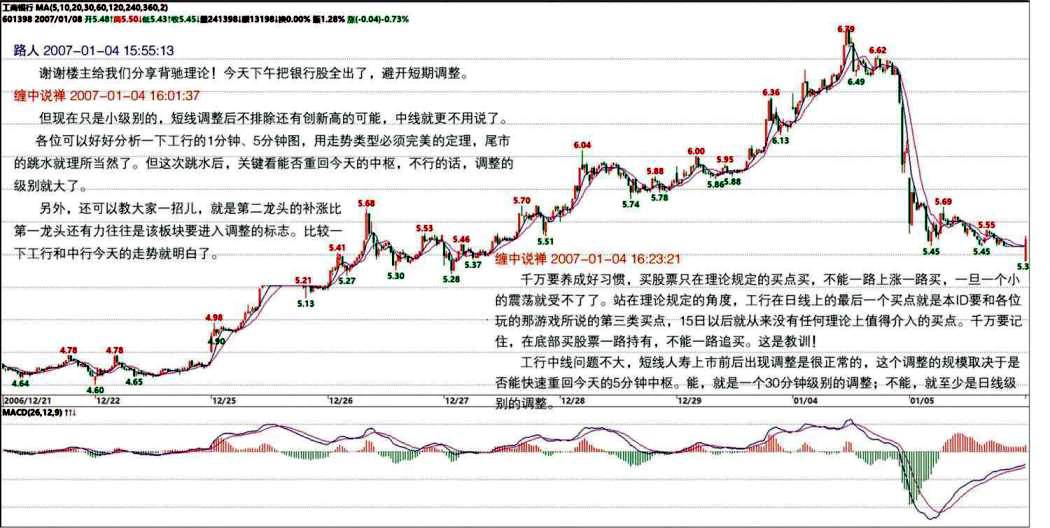 工商银行 MA(5,10,20,30,60,120,240,360,2)
601398 2007/01/08 开5.48↑高5.50↓低5.43↑收5.45↓量241398↓额13198↓换0.00% 振1.28% 涨(-0.04)-0.73%
路人 2007-01-04 15:55:13
谢谢楼主给我们分享背驰理论！今天下午把银行股全出了，避开短期调整。
缠中说禅 2007-01-04 16:01:37
但现在只是小级别的，短线调整后不排除还有创新高的可能，中线就更不用说了。
各位可以好好分析一下工行的1分钟、5分钟图，用走势类型必须完美的定理，尾市
的跳水就理所当然了。但这次跳水后，关键看能否重回今天的中枢，不行的话，调整的
级别就大了。
另外，还可以教大家一招儿，就是第二龙头的补涨比
第一龙头还有力往往是该板块要进入调整的标志。比较一
下工行和中行今天的走势就明白了。
6.79
6.62
6.49
6.36
6.13
6.04
6.00
5.95
5.88
5.86
5.88
5.74
5.78
5.70
5.51
5.68
5.53
5.46
5.41
5.37
5.27
5.30
5.28
5.21
5.13
4.98
4.90
4.78
4.78
4.64
4.60
4.65
5.69
5.55
5.45
5.45
5.3
缠中说禅 2007-01-04 16:23:21
千万要养成好习惯，买股票只在理论规定的买点买，不能一路上涨一路买，一旦一个小
的震荡就受不了了。站在理论规定的角度，工行在日线上的最后一个买点就是本ID要和各位
玩的那游戏所说的第三类买点，15日以后就从来没有任何理论上值得介入的买点。千万要记
住，在底部买股票一路持有，不能一路追买。这是教训！
工行中线问题不大，短线人寿上市前后出现调整是很正常的，这个调整的规模取决于是
否能快速重回今天的5分钟中枢。能，就是一个30分钟级别的调整；不能，就至少是日线级
别的调整。
2006/12/21 12/22 12/25 12/26 12/27 12/28 12/29 01/04 01/05
MACD(26,12,9) ↑↑↓